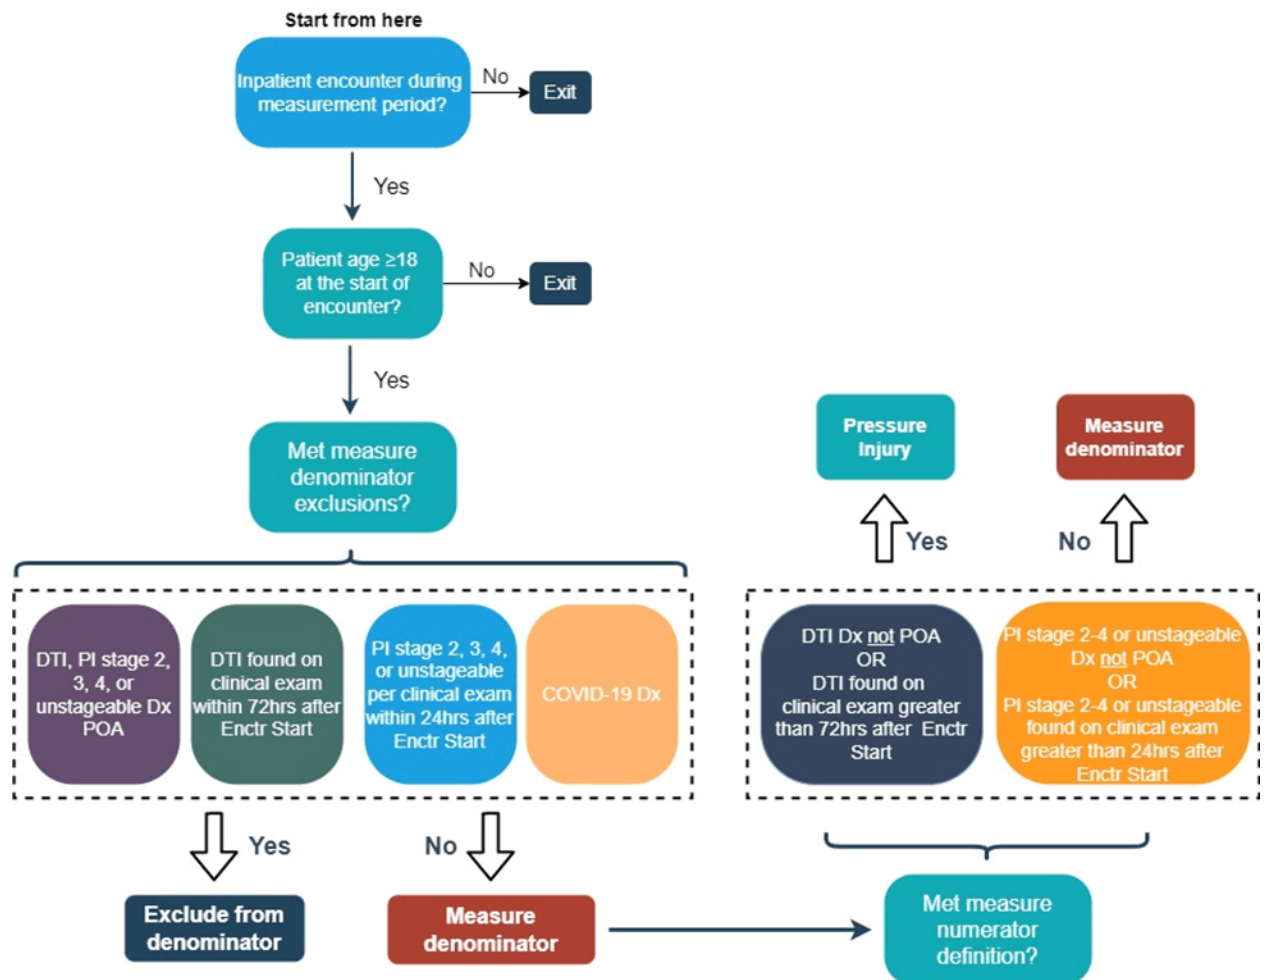 Start from here
Inpatient encounter during
measurement period?
No
Exit
Yes
Patient age ≥18
at the start of
encounter?
No
Exit
Yes
Met measure
denominator
exclusions?
DTI, PI stage 2,
3, 4, or
unstageable Dx
POA
DTI found on
clinical exam
within 72hrs after
Enctr Start
PI stage 2, 3, 4,
or unstageable
per clinical exam
within 24hrs after
Enctr Start
COVID-19 Dx
Yes
No
Exclude from
denominator
Measure
denominator
Pressure
Injury
Measure
denominator
Yes
No
DTI Dx not POA
OR
DTI found on
clinical exam greater
than 72hrs after Enctr
Start
PI stage 2-4 or unstageable
Dx not POA
OR
PI stage 2-4 or unstageable
found on clinical exam
greater than 24hrs after
Enctr Start
Met measure
numerator
definition?